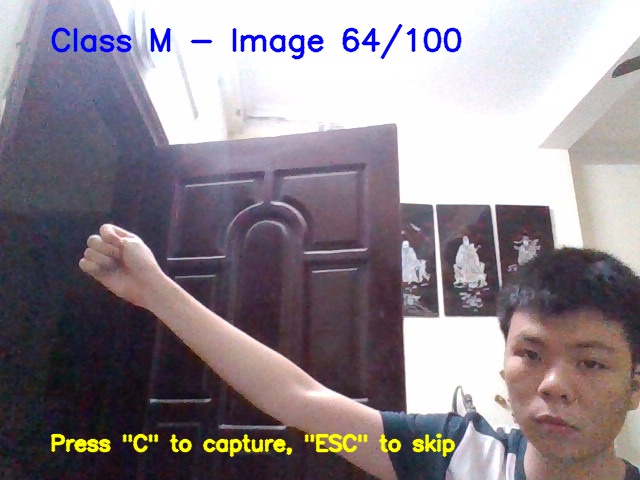 Class M - Image 64/100
Press "C" to capture, "ESC" to skip